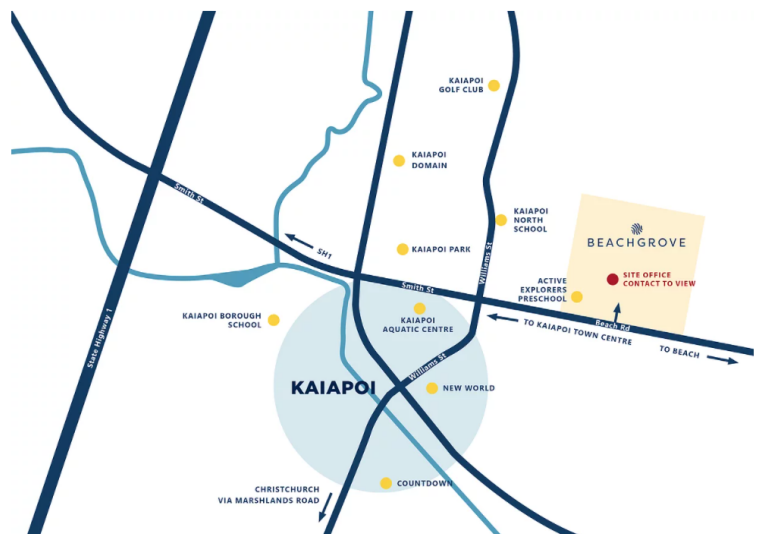 KAIAPOI
GOLF CLUB
KAIAPOI
DOMAIN
Smith St
KAIAPOI
NORTH
SCHOOL
BEACHGROVE
SH1
KAIAPOI PARK
Williams St
SITE OFFICE
CONTACT TO VIEW
ACTIVE
EXPLORERS
PRESCHOOL
Smith St
KAIAPOI BOROUGH
SCHOOL
KAIAPOI
AQUATIC CENTRE
Beach Rd
TO KAIAPOI TOWN CENTRE
TO BEACH
State Highway 1
Williams St
KAIAPOI
NEW WORLD
COUNTDOWN
CHRISTCHURCH
VIA MARSHLANDS ROAD